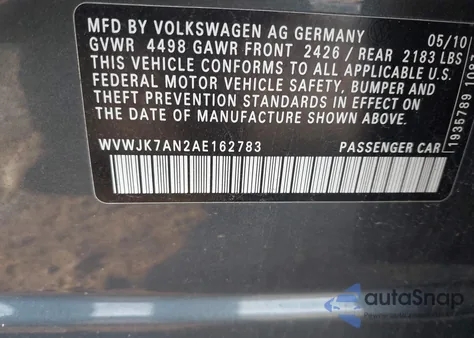 MFD BY VOLKSWAGEN AG GERMANY 05/10
GVWR 4498 GAWR FRONT 2426 / REAR 2183 LBS
THIS VEHICLE CONFORMS TO ALL APPLICABLE U.S.
FEDERAL MOTOR VEHICLE SAFETY, BUMPER AND
THEFT PREVENTION STANDARDS IN EFFECT ON
THE DATE OF MANUFACTURE SHOWN ABOVE.
WVWJK7AN2AE162783 PASSENGER CAR
1935789
autoSnap